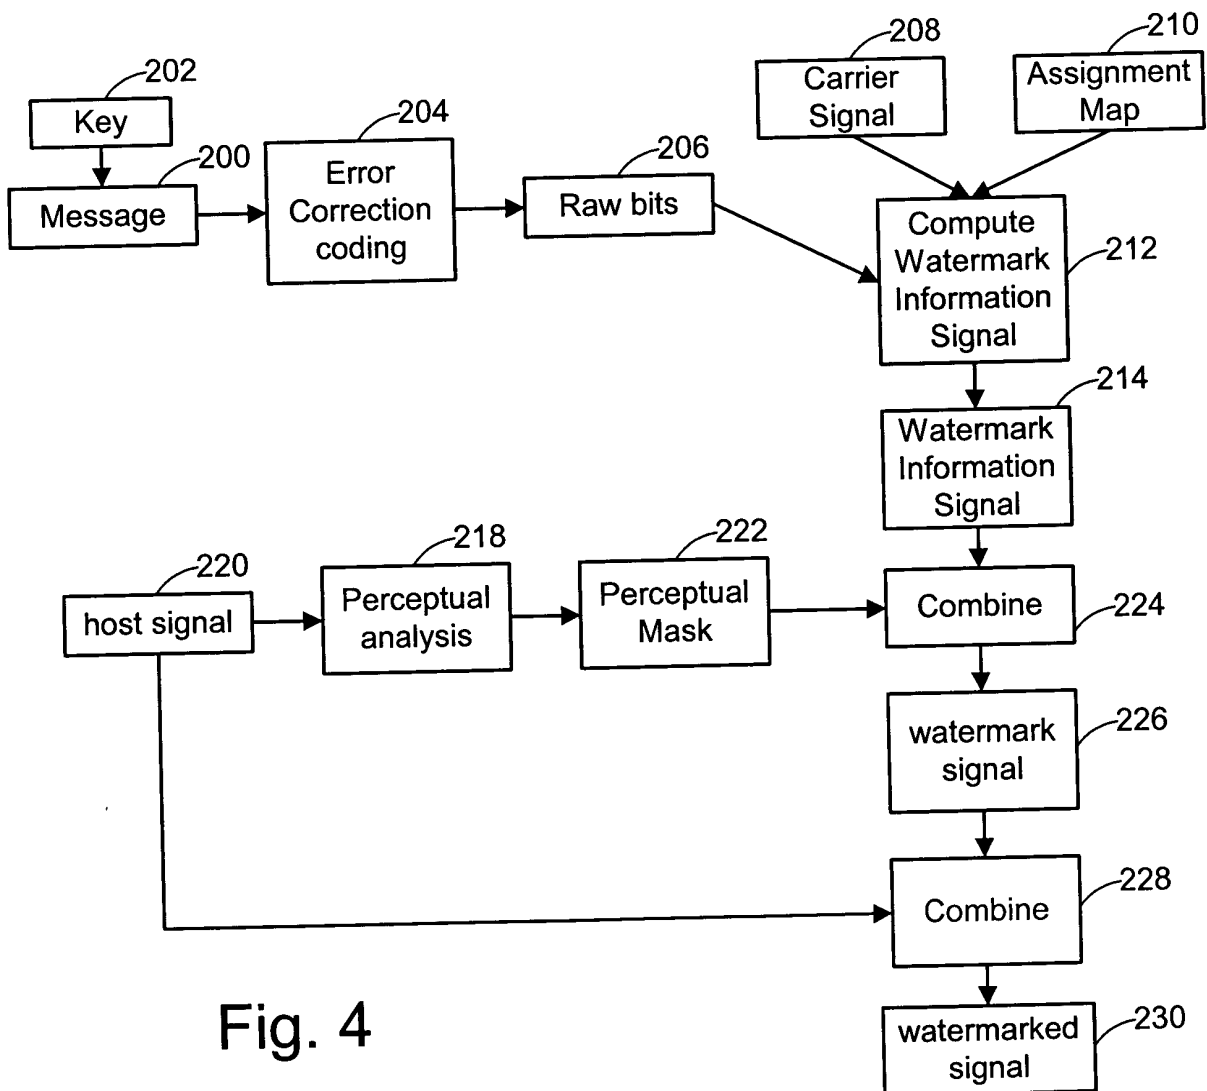 202
Key
200
Message
204
Error
Correction
coding
206
Raw bits
208
Carrier
Signal
210
Assignment
Map
Compute
Watermark
Information
Signal
212
214
Watermark
Information
Signal
220
host signal
218
Perceptual
analysis
222
Perceptual
Mask
Combine
224
watermark
signal
226
Combine
228
watermarked
signal
230
Fig. 4